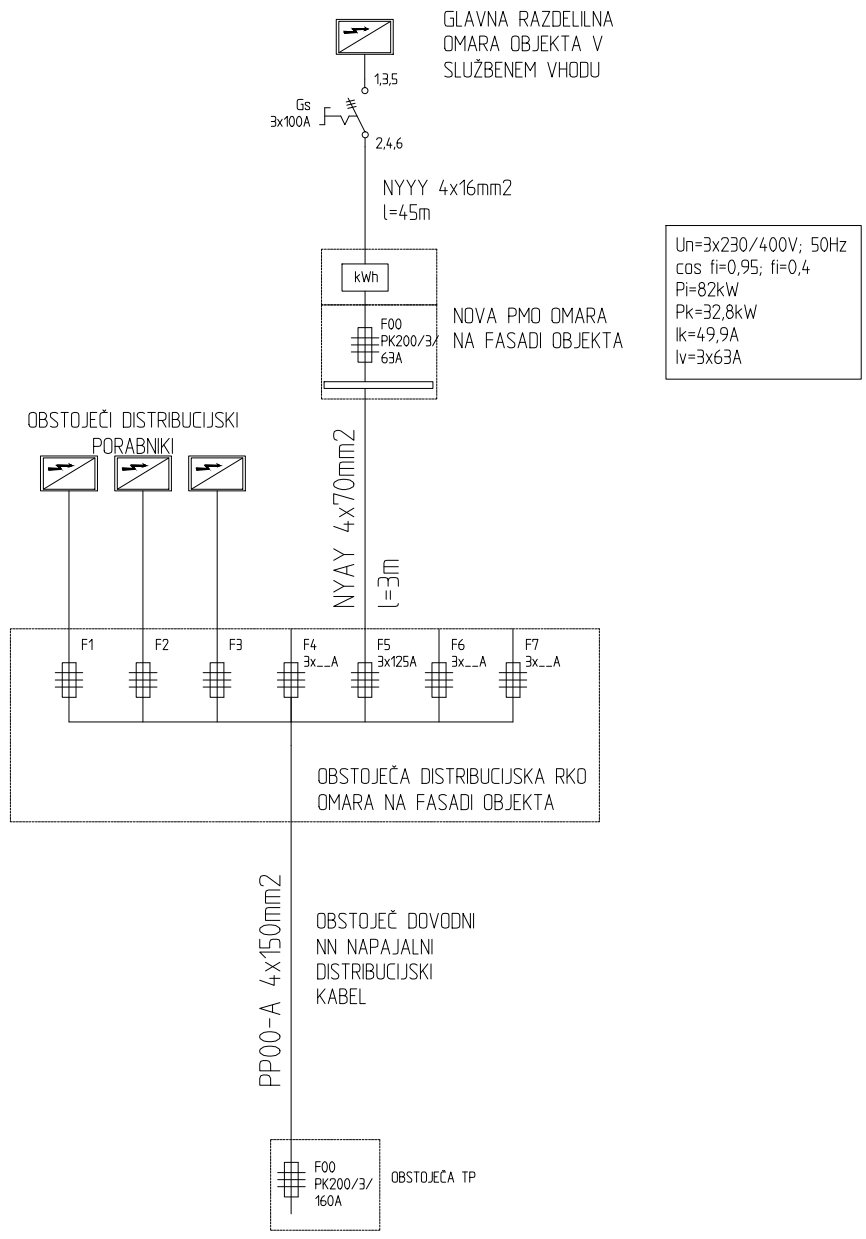 GLAVNA RAZDELILNA
OMARA OBJEKTA V
SLUŽBENEM VHODU
1,3,5
Gs
3x100A
2,4,6
NYYY 4x16mm2
l=45m
kWh
Un=3x230/400V; 50Hz
cos fi=0,95; fi=0,4
Pi=82kW
Pk=32,8kW
Ik=49,9A
Iv=3x63A
F00
PK200/3/
63A
NOVA PMO OMARA
NA FASADI OBJEKTA
OBSTOJEČI DISTRIBUCIJSKI
PORABNIKI
NYAY 4x70mm2
l=3m
F1
F2
F3
F4
3x__A
F5
3x125A
F6
3x__A
F7
3x__A
OBSTOJEČA DISTRIBUCIJSKA RKO
OMARA NA FASADI OBJEKTA
PP00-A 4x150mm2
OBSTOJEČ DOVODNI
NN NAPAJALNI
DISTRIBUCIJSKI
KABEL
F00
PK200/3/
160A
OBSTOJEČA TP